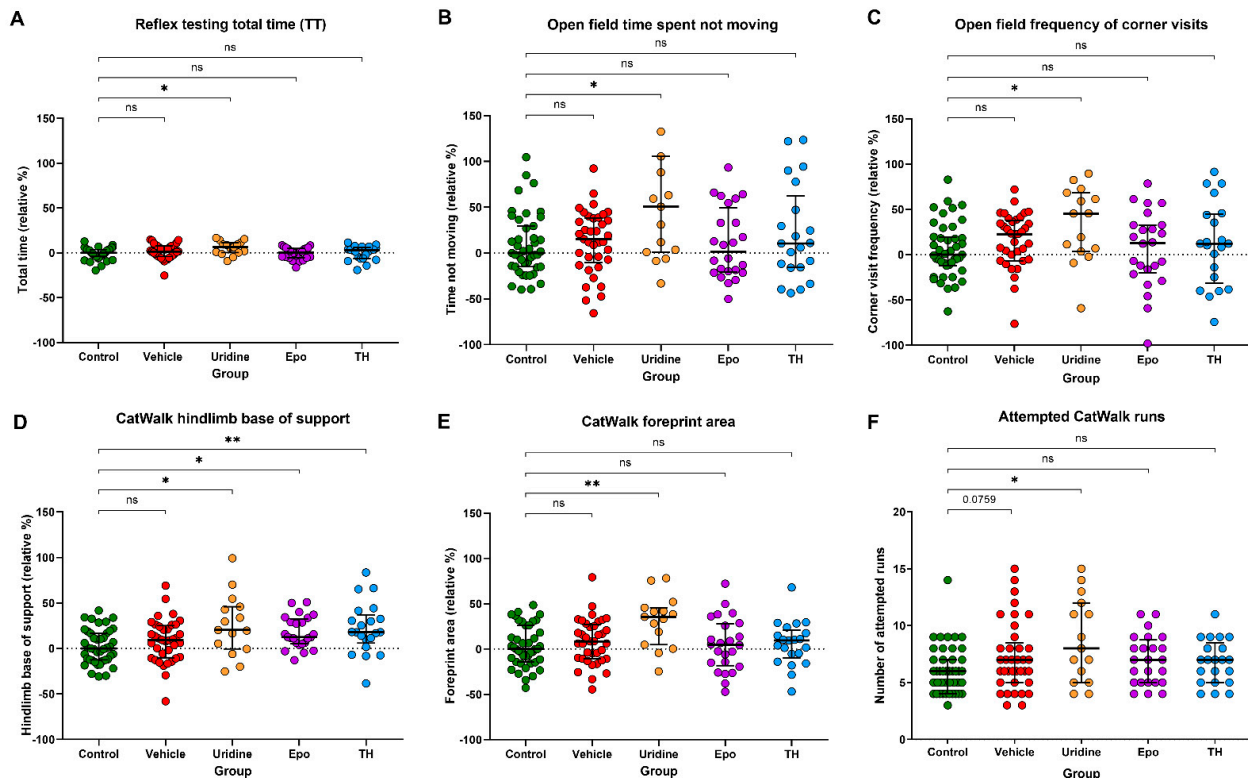 A
Reflex testing total time (TT)
ns
ns
*
ns
Total time (relative %)
150
100
50
0
-50
-100
Control Vehicle Uridine Epo TH
Group
B
Open field time spent not moving
ns
ns
*
ns
Time not moving (relative %)
150
100
50
0
-50
-100
Control Vehicle Uridine Epo TH
Group
C
Open field frequency of corner visits
ns
ns
*
ns
Corner visit frequency (relative %)
150
100
50
0
-50
-100
Control Vehicle Uridine Epo TH
Group
D
CatWalk hindlimb base of support
**
*
*
ns
Hindlimb base of support (relative %)
150
100
50
0
-50
-100
Control Vehicle Uridine Epo TH
Group
E
CatWalk foreprint area
ns
ns
**
ns
Foreprint area (relative %)
150
100
50
0
-50
-100
Control Vehicle Uridine Epo TH
Group
F
Attempted CatWalk runs
ns
ns
*
0.0759
Number of attempted runs
20
15
10
5
0
Control Vehicle Uridine Epo TH
Group